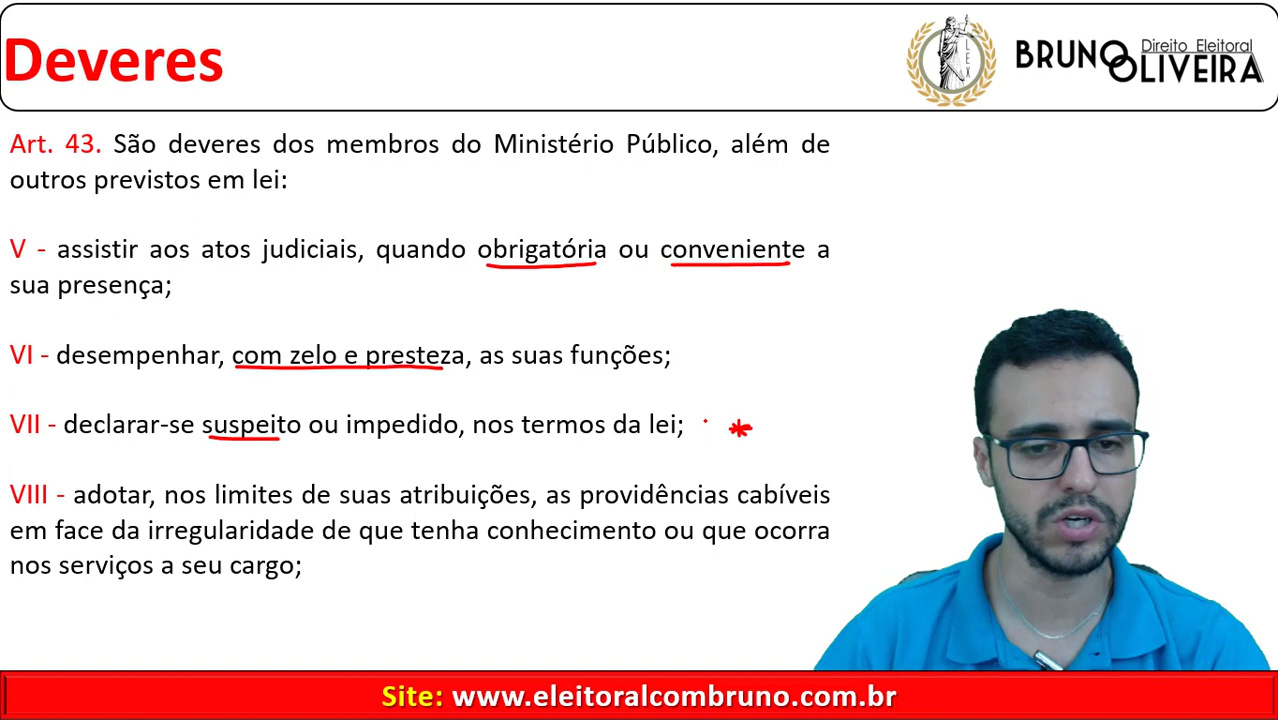 Deveres
LEX
BRUNO Direito Eleitoral
OLIVEIRA
Art. 43. São deveres dos membros do Ministério Público, além de
outros previstos em lei:
V - assistir aos atos judiciais, quando obrigatória ou conveniente a
sua presença;
VI - desempenhar, com zelo e presteza, as suas funções;
VII - declarar-se suspeito ou impedido, nos termos da lei;
VIII - adotar, nos limites de suas atribuições, as providências cabíveis
em face da irregularidade de que tenha conhecimento ou que ocorra
nos serviços a seu cargo;
Site: www.eleitoralcombruno.com.br